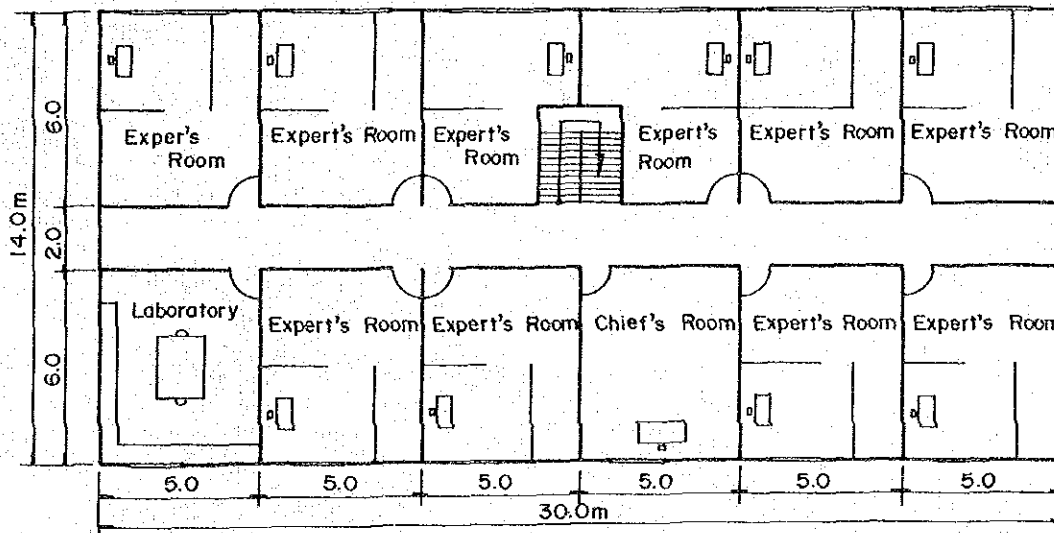 Exper's
Room
Expert's Room
Expert's
Room
Expert's
Room
Expert's Room
Expert's Room
6.0
14.0m
2.0
6.0
Laboratory
Expert's Room
Expert's Room
Chief's Room
Expert's Room
Expert's Room
5.0
5.0
5.0
5.0
5.0
5.0
30.0m